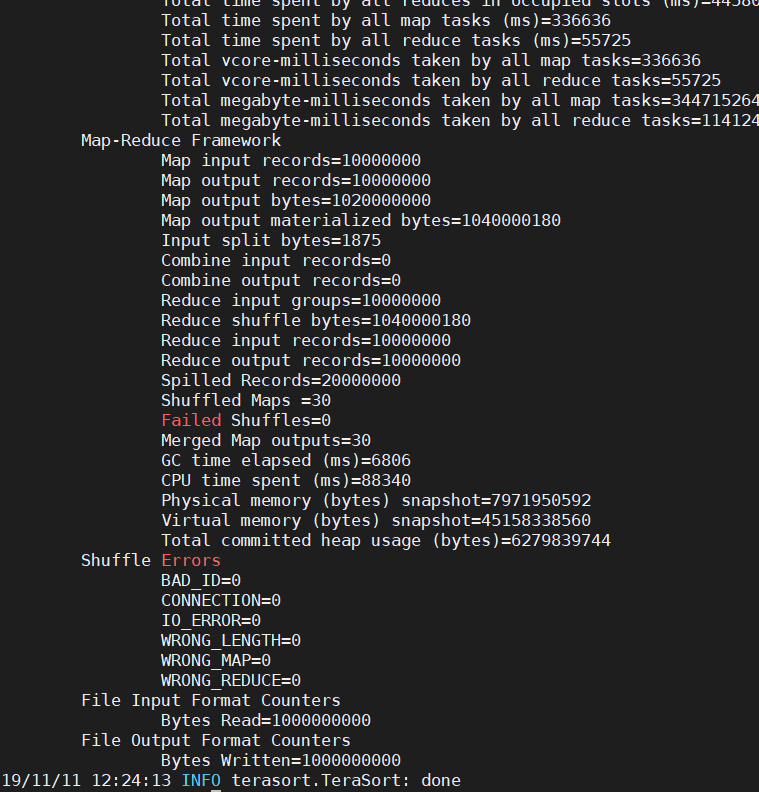 Total time spent by all reduces in occupied slots (ms)=44580
Total time spent by all map tasks (ms)=336636
Total time spent by all reduce tasks (ms)=55725
Total vcore-milliseconds taken by all map tasks=336636
Total vcore-milliseconds taken by all reduce tasks=55725
Total megabyte-milliseconds taken by all map tasks=344715264
Total megabyte-milliseconds taken by all reduce tasks=114124
Map-Reduce Framework
Map input records=10000000
Map output records=10000000
Map output bytes=1020000000
Map output materialized bytes=1040000180
Input split bytes=1875
Combine input records=0
Combine output records=0
Reduce input groups=10000000
Reduce shuffle bytes=1040000180
Reduce input records=10000000
Reduce output records=10000000
Spilled Records=20000000
Shuffled Maps =30
Failed Shuffles=0
Merged Map outputs=30
GC time elapsed (ms)=6806
CPU time spent (ms)=88340
Physical memory (bytes) snapshot=7971950592
Virtual memory (bytes) snapshot=45158338560
Total committed heap usage (bytes)=6279839744
Shuffle Errors
BAD_ID=0
CONNECTION=0
IO_ERROR=0
WRONG_LENGTH=0
WRONG_MAP=0
WRONG_REDUCE=0
File Input Format Counters
Bytes Read=1000000000
File Output Format Counters
Bytes Written=1000000000
19/11/11 12:24:13 INFO terasort.TeraSort: done